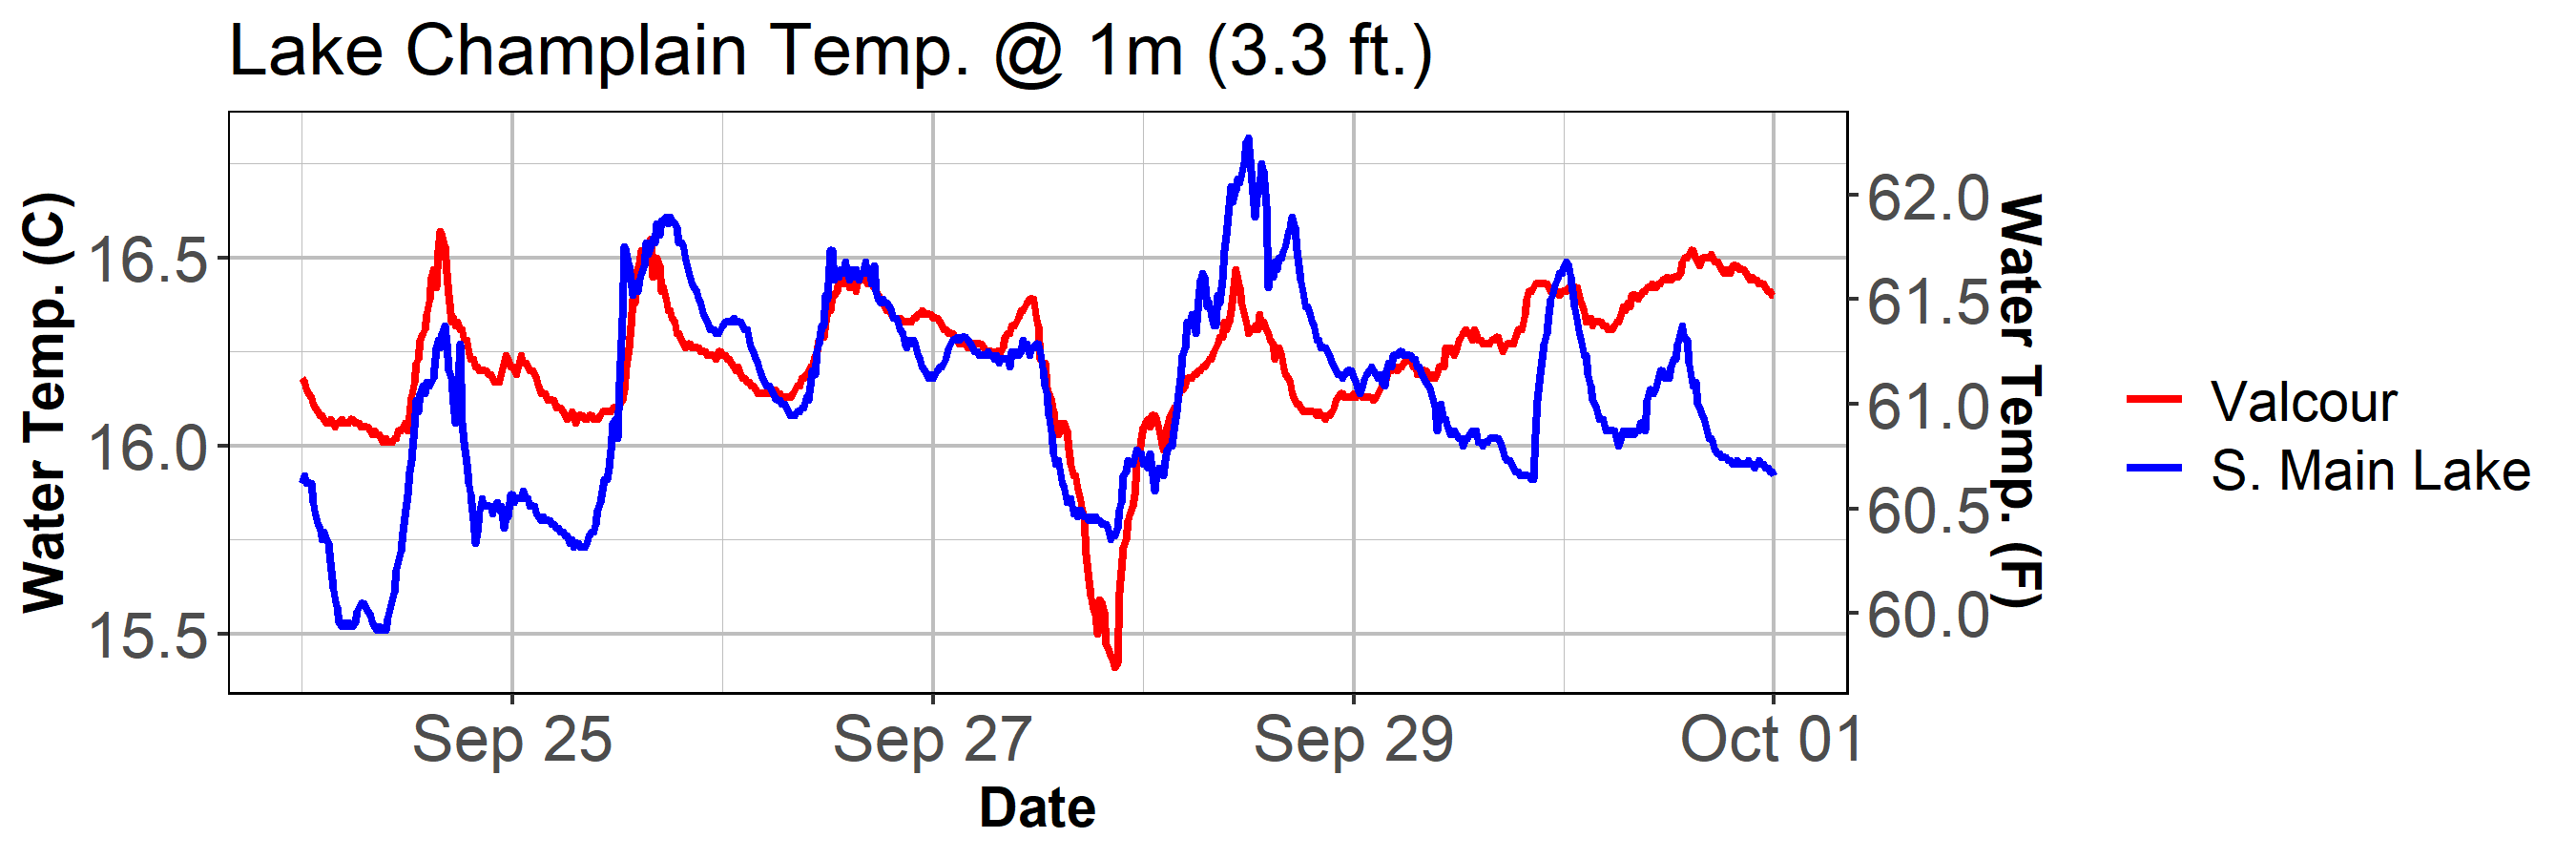 Lake Champlain Temp. @ 1m (3.3 ft.)
Water Temp. (C)
16.5
16.0
15.5
62.0
61.5
61.0
60.5
60.0
Water Temp. (F)
Sep 25
Sep 27
Sep 29
Oct 01
Date
Valcour
S. Main Lake